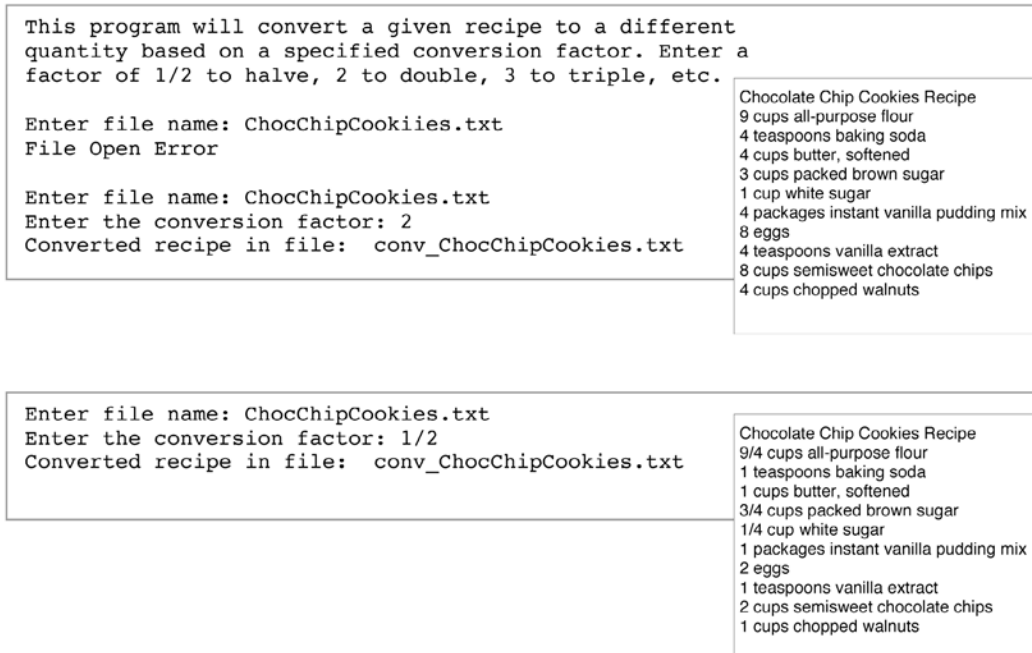 This program will convert a given recipe to a different
quantity based on a specified conversion factor. Enter a
factor of 1/2 to halve, 2 to double, 3 to triple, etc.
Enter file name: ChocChipCookiies.txt
File Open Error
Enter file name: ChocChipCookies.txt
Enter the conversion factor: 2
Converted recipe in file:  conv_ChocChipCookies.txt
Chocolate Chip Cookies Recipe
9 cups all-purpose flour
4 teaspoons baking soda
4 cups butter, softened
3 cups packed brown sugar
1 cup white sugar
4 packages instant vanilla pudding mix
8 eggs
4 teaspoons vanilla extract
8 cups semisweet chocolate chips
4 cups chopped walnuts
Enter file name: ChocChipCookies.txt
Enter the conversion factor: 1/2
Converted recipe in file:  conv_ChocChipCookies.txt
Chocolate Chip Cookies Recipe
9/4 cups all-purpose flour
1 teaspoons baking soda
1 cups butter, softened
3/4 cups packed brown sugar
1/4 cup white sugar
1 packages instant vanilla pudding mix
2 eggs
1 teaspoons vanilla extract
2 cups semisweet chocolate chips
1 cups chopped walnuts